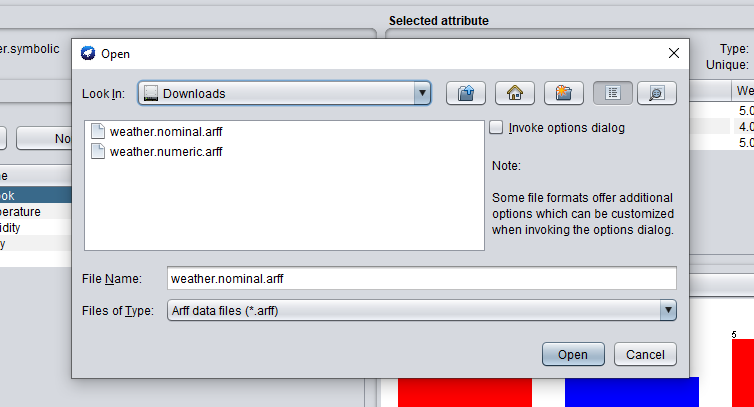 Selected attribute
er.symbolic
Type:
Unique:
Open
Look In:
Downloads
weather.nominal.arff
weather.numeric.arff
Invoke options dialog
Note:
Some file formats offer additional
options which can be customized
when invoking the options dialog.
File Name:
weather.nominal.arff
Files of Type:
Arff data files (*.arff)
Open
Cancel
No
me
ook
perature
idity
y
We
5.0
4.0
5.0
5